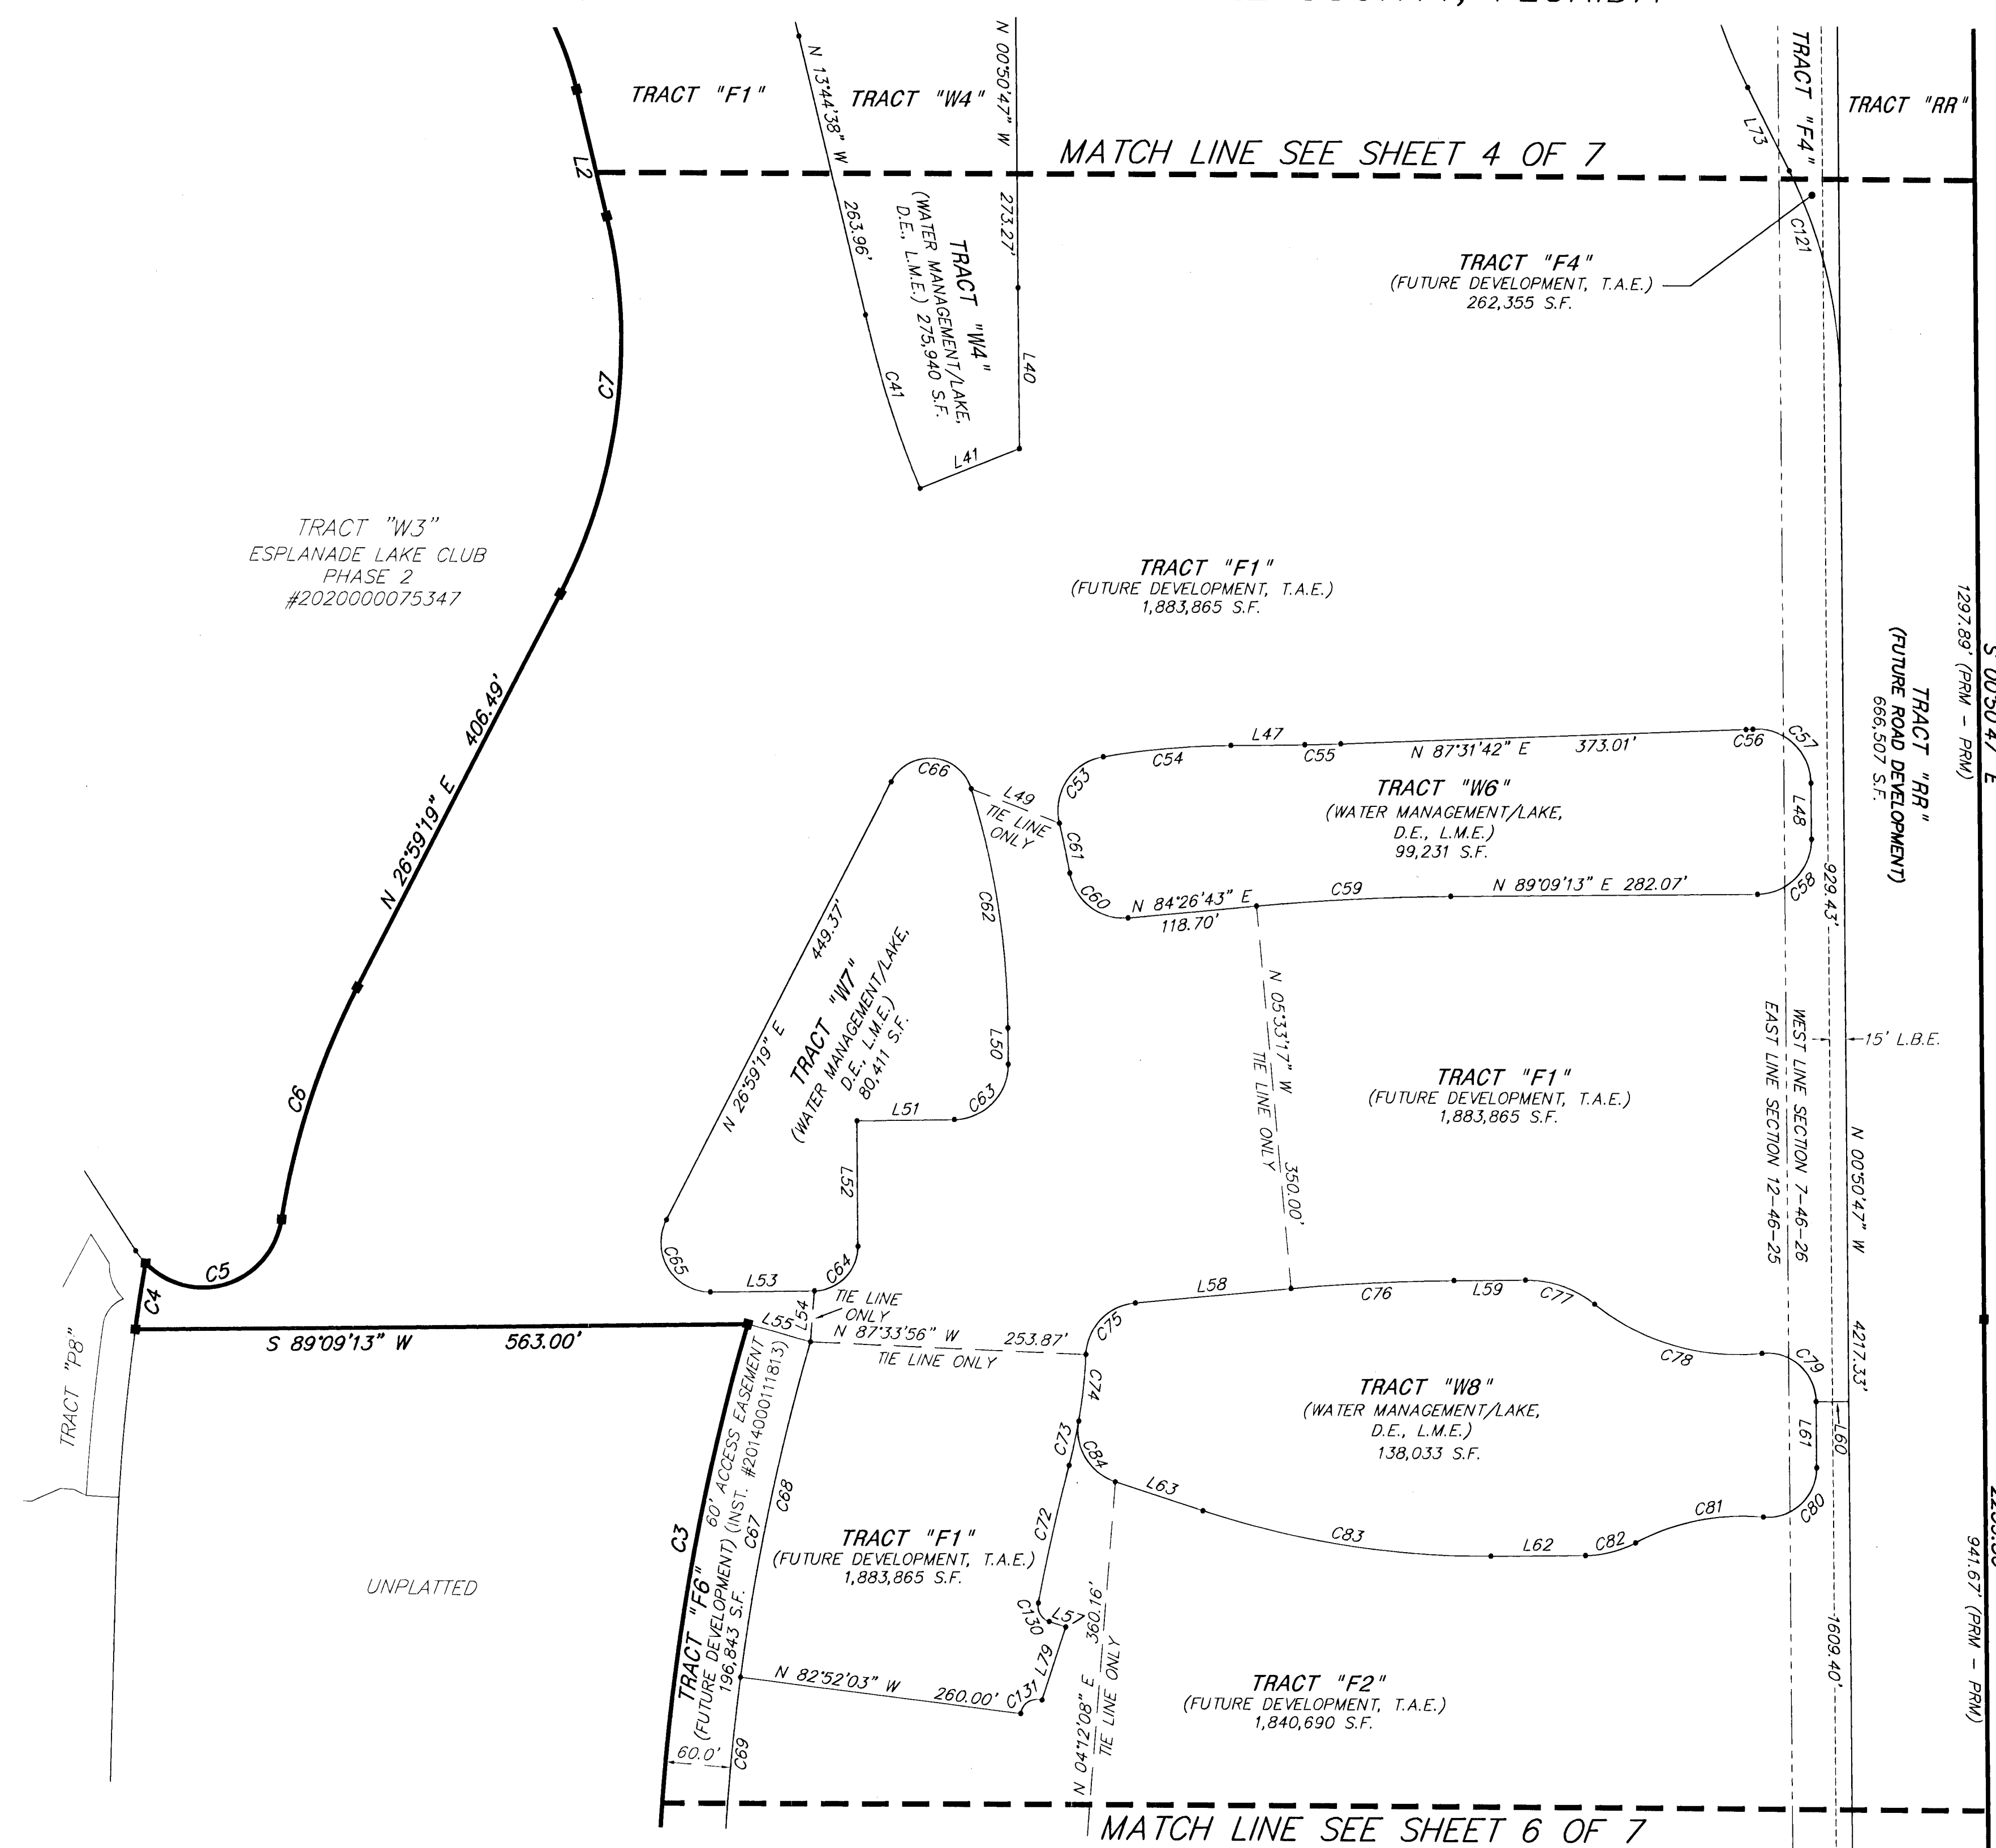 TRACT "F1"
N 13°44'38" W
TRACT "W4"
N 00°50'47" W
TRACT "F4"
TRACT "RR"
L73
L2
MATCH LINE SEE SHEET 4 OF 7
263.96'
TRACT "W4"
(WATER MANAGEMENT/LAKE,
D.E., L.M.E.) 275,940 S.F.
273.27'
C121
TRACT "F4"
(FUTURE DEVELOPMENT, T.A.E.)
262,355 S.F.
C7
C41
L40
L41
TRACT "W3"
ESPLANADE LAKE CLUB
PHASE 2
#2020000075347
TRACT "F1"
(FUTURE DEVELOPMENT, T.A.E.)
1,883,865 S.F.
1297.89' (PRM - PRM)
S 00°50'47" E
TRACT "RR"
(FUTURE ROAD DEVELOPMENT)
666,507 S.F.
N 26°59'19" E 406.49'
C66
L49
TIE LINE
ONLY
C53
C54
L47
C55
N 87°31'42" E 373.01'
C56
C57
TRACT "W6"
(WATER MANAGEMENT/LAKE,
D.E., L.M.E.)
99,231 S.F.
L48
C61
C60
N 84°26'43" E
118.70'
C59
N 89°09'13" E 282.07'
C58
929.43'
C62
N 26°59'19" E
449.37'
TRACT "W7"
(WATER MANAGEMENT/LAKE,
D.E., L.M.E.)
80,411 S.F.
L50
C63
L51
L52
N 05°33'17" W 350.00'
TIE LINE ONLY
EAST LINE SECTION 12-46-25
WEST LINE SECTION 7-46-26
15' L.B.E.
TRACT "F1"
(FUTURE DEVELOPMENT, T.A.E.)
1,883,865 S.F.
N 00°50'47" W
4217.33'
C6
C5
C4
C65
L53
C64
L54
TIE LINE
ONLY
L55
S 89°09'13" W 563.00'
N 87°33'56" W 253.87'
TIE LINE ONLY
TRACT "P8"
L58
C76
L59
C77
C75
C78
C79
C74
TRACT "W8"
(WATER MANAGEMENT/LAKE,
D.E., L.M.E.)
138,033 S.F.
L60
L61
C73
C84
L63
C83
L62
C82
C81
C80
C3
TRACT "F6"
60' ACCESS EASEMENT
(FUTURE DEVELOPMENT) (INST. #2014000111813)
196,843 S.F.
C67
C68
C72
UNPLATTED
TRACT "F1"
(FUTURE DEVELOPMENT, T.A.E.)
1,883,865 S.F.
C130
L57
L79
C131
N 82°52'03" W 260.00'
N 04°12'08" E 360.16'
TIE LINE ONLY
1609.40'
941.67' (PRM - PRM)
TRACT "F2"
(FUTURE DEVELOPMENT, T.A.E.)
1,840,690 S.F.
60.0'
C69
MATCH LINE SEE SHEET 6 OF 7